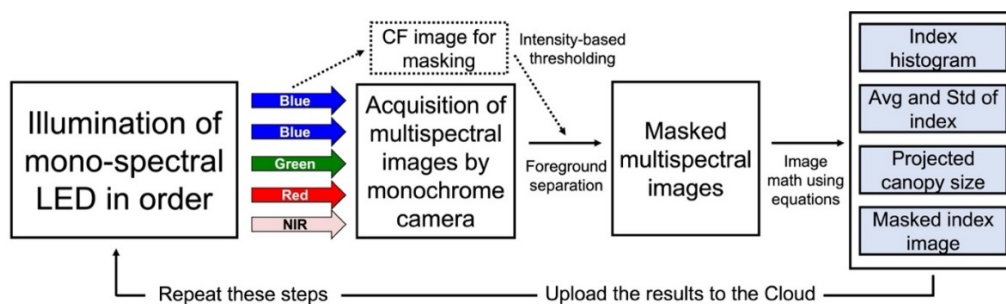 Illumination of
mono-spectral
LED in order
Blue
Blue
Green
Red
NIR
CF image for
masking
Intensity-based
thresholding
Acquisition of
multispectral
images by
monochrome
camera
Foreground
separation
Masked
multispectral
images
Image
math using
equations
Index
histogram
Avg and Std of
index
Projected
canopy size
Masked index
image
Repeat these steps
Upload the results to the Cloud